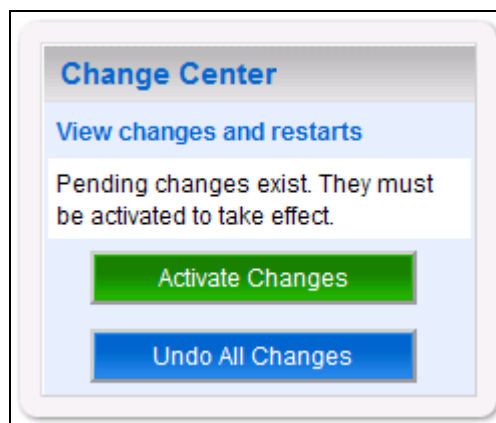 Change Center
View changes and restarts
Pending changes exist. They must
be activated to take effect.
Activate Changes
Undo All Changes